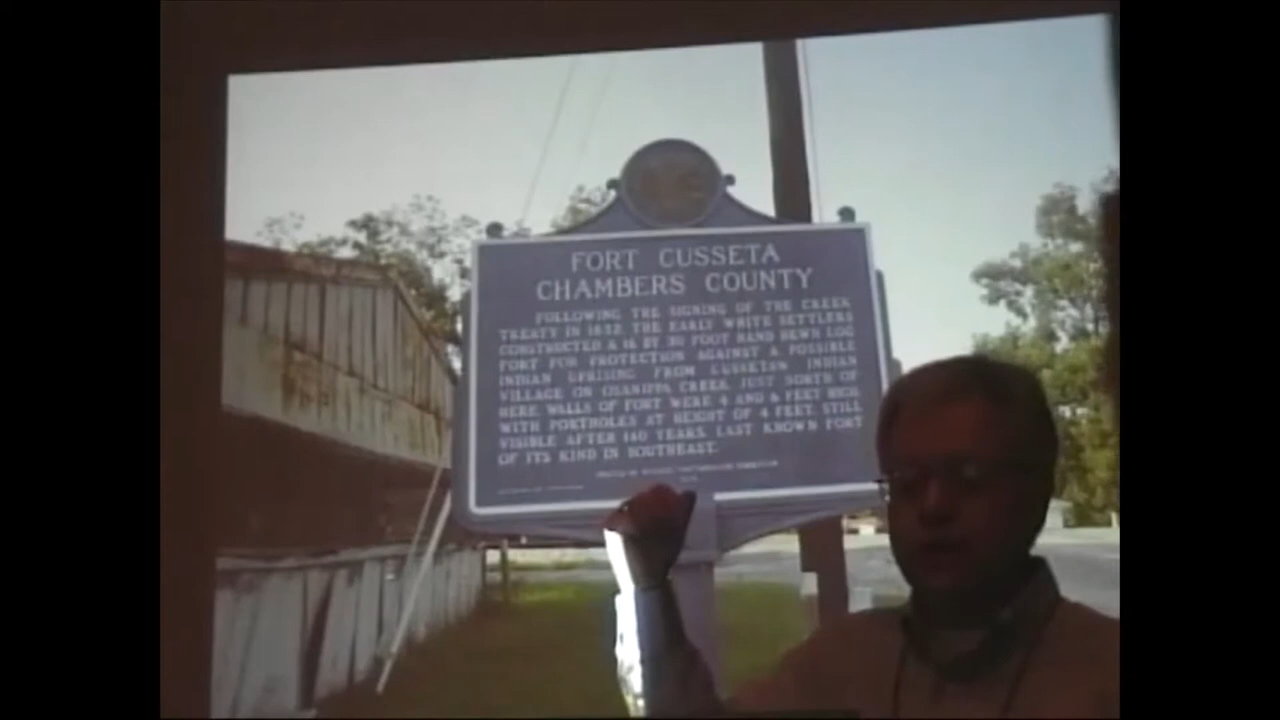 FORT CUSSETA
CHAMBERS COUNTY
FOLLOWING THE SIGNING OF THE CREEK
TREATY IN 1832, THE EARLY WHITE SETTLERS
CONSTRUCTED A 16 BY 30 FOOT HAND HEWN LOG
FORT FOR PROTECTION AGAINST A POSSIBLE
INDIAN UPRISING FROM CUSSETAW INDIAN
VILLAGE ON OSANIPPA CREEK JUST NORTH OF
HERE. WALLS OF FORT WERE 4 AND 6 FEET HIGH
WITH PORTHOLES AT HEIGHT OF 4 FEET. STILL
VISIBLE AFTER 140 YEARS. LAST KNOWN FORT
OF ITS KIND IN SOUTHEAST.